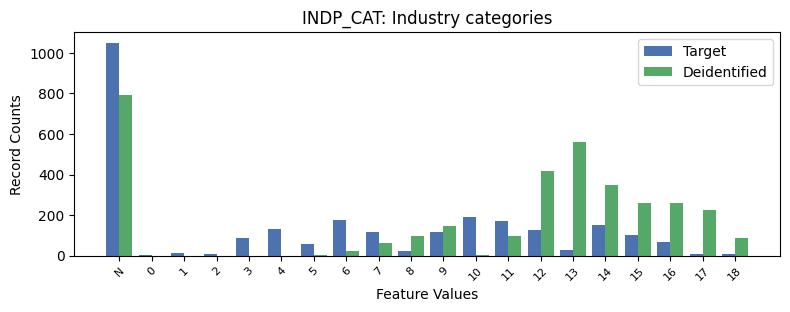 INDP_CAT: Industry categories
Target
Deidentified
Record Counts
1000
800
600
400
200
0
N 0 1 2 3 4 5 6 7 8 9 10 11 12 13 14 15 16 17 18
Feature Values